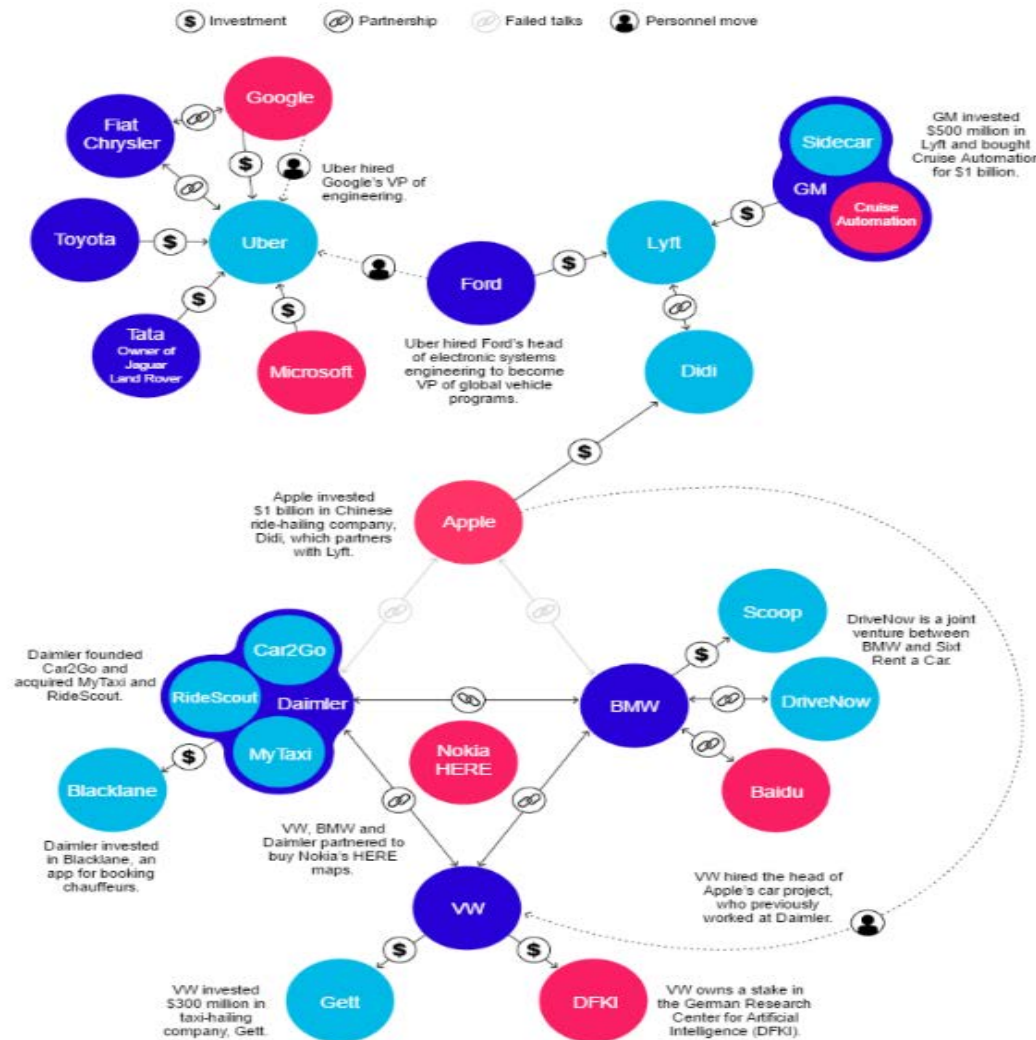 Investment
Partnership
Failed talks
Personnel move
Google
Fiat
Chrysler
Uber hired
Google's VP of
engineering.
Sidecar
GM
Cruise
Automation
GM invested
$500 million in
Lyft and bought
Cruise Automation
for $1 billion.
Toyota
Uber
Lyft
Ford
Tata
Owner of
Jaguar
Land Rover
Microsoft
Uber hired Ford's head
of electronic systems
engineering to become
VP of global vehicle
programs.
Didi
Apple invested
$1 billion in Chinese
ride-hailing company,
Didi, which partners
with Lyft.
Apple
Scoop
DriveNow is a joint
venture between
BMW and Sixt
Rent a Car.
Daimler founded
Car2Go and
acquired MyTaxi and
RideScout.
Car2Go
RideScout
Daimler
MyTaxi
BMW
DriveNow
Nokia
HERE
Baidu
Blacklane
Daimler invested
in Blacklane, an
app for booking
chauffeurs.
VW, BMW and
Daimler partnered to
buy Nokia's HERE
maps.
VW
VW hired the head of
Apple's car project,
who previously
worked at Daimler.
VW invested
$300 million in
taxi-hailing
company, Gett.
Gett
DFKI
VW owns a stake in
the German Research
Center for Artificial
Intelligence (DFKI).